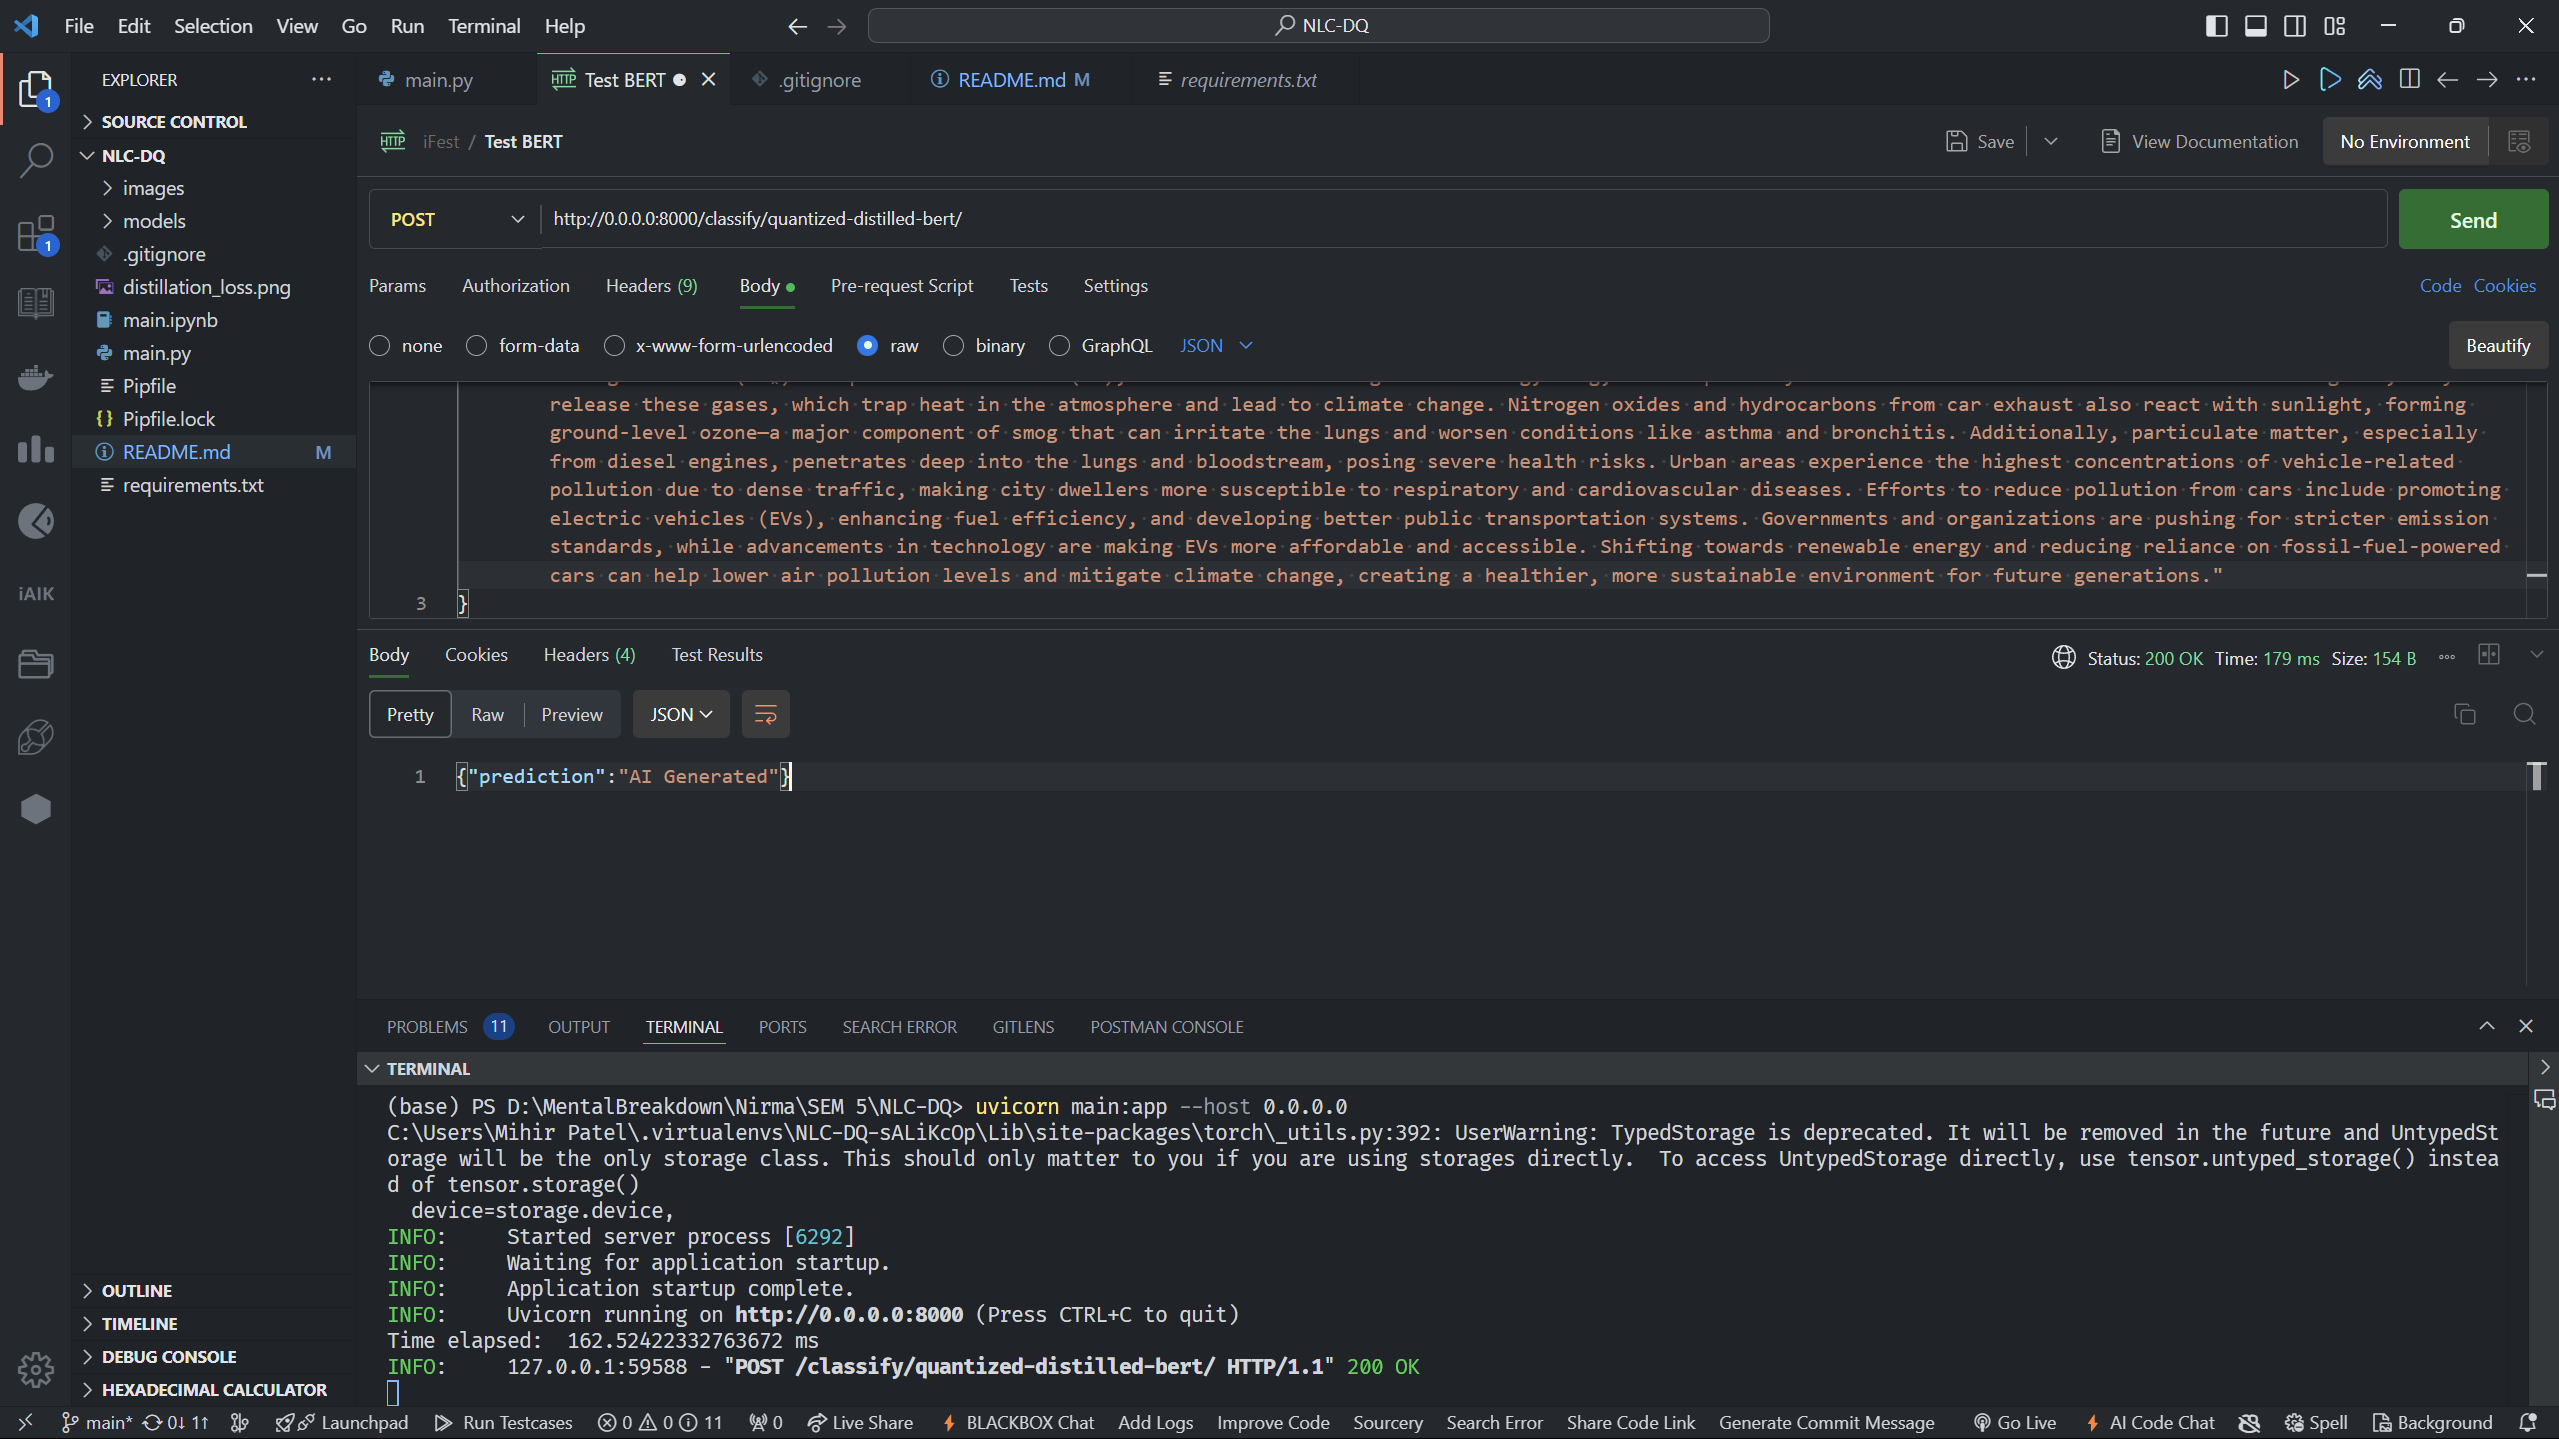 File Edit Selection View Go Run Terminal Help
NLC-DQ
EXPLORER
main.py
HTTP Test BERT
.gitignore
README.md M
requirements.txt
SOURCE CONTROL
NLC-DQ
images
models
.gitignore
distillation_loss.png
main.ipynb
main.py
Pipfile
Pipfile.lock
README.md M
requirements.txt
OUTLINE
TIMELINE
DEBUG CONSOLE
HEXADECIMAL CALCULATOR
1
1
iAIK
HTTP iFest / Test BERT
Save
View Documentation
No Environment
POST
http://0.0.0.0:8000/classify/quantized-distilled-bert/
Send
Params Authorization Headers (9) Body Pre-request Script Tests Settings
Code Cookies
none form-data x-www-form-urlencoded raw binary GraphQL JSON
Beautify
release these gases, which trap heat in the atmosphere and lead to climate change. Nitrogen oxides and hydrocarbons from car exhaust also react with sunlight, forming
ground-level ozone—a major component of smog that can irritate the lungs and worsen conditions like asthma and bronchitis. Additionally, particulate matter, especially
from diesel engines, penetrates deep into the lungs and bloodstream, posing severe health risks. Urban areas experience the highest concentrations of vehicle-related
pollution due to dense traffic, making city dwellers more susceptible to respiratory and cardiovascular diseases. Efforts to reduce pollution from cars include promoting
electric vehicles (EVs), enhancing fuel efficiency, and developing better public transportation systems. Governments and organizations are pushing for stricter emission
standards, while advancements in technology are making EVs more affordable and accessible. Shifting towards renewable energy and reducing reliance on fossil-fuel-powered
cars can help lower air pollution levels and mitigate climate change, creating a healthier, more sustainable environment for future generations."
3 }
Body Cookies Headers (4) Test Results
Status: 200 OK Time: 179 ms Size: 154 B
Pretty Raw Preview JSON
1 {"prediction":"AI Generated"}
PROBLEMS 11 OUTPUT TERMINAL PORTS SEARCH ERROR GITLENS POSTMAN CONSOLE
TERMINAL
(base) PS D:\MentalBreakdown\Nirma\SEM 5\NLC-DQ> uvicorn main:app --host 0.0.0.0
C:\Users\Mihir Patel\.virtualenvs\NLC-DQ-sALiKcOp\Lib\site-packages\torch\_utils.py:392: UserWarning: TypedStorage is deprecated. It will be removed in the future and UntypedSt
orage will be the only storage class. This should only matter to you if you are using storages directly.  To access UntypedStorage directly, use tensor.untyped_storage() instea
d of tensor.storage()
  device=storage.device,
INFO:     Started server process [6292]
INFO:     Waiting for application startup.
INFO:     Application startup complete.
INFO:     Uvicorn running on http://0.0.0.0:8000 (Press CTRL+C to quit)
Time elapsed:  162.52422332763672 ms
INFO:     127.0.0.1:59588 - "POST /classify/quantized-distilled-bert/ HTTP/1.1" 200 OK
main* 0↓ 1↑ Launchpad Run Testcases 0 0 11 0 Live Share BLACKBOX Chat Add Logs Improve Code Sourcery Search Error Share Code Link Generate Commit Message Go Live AI Code Chat Spell Background